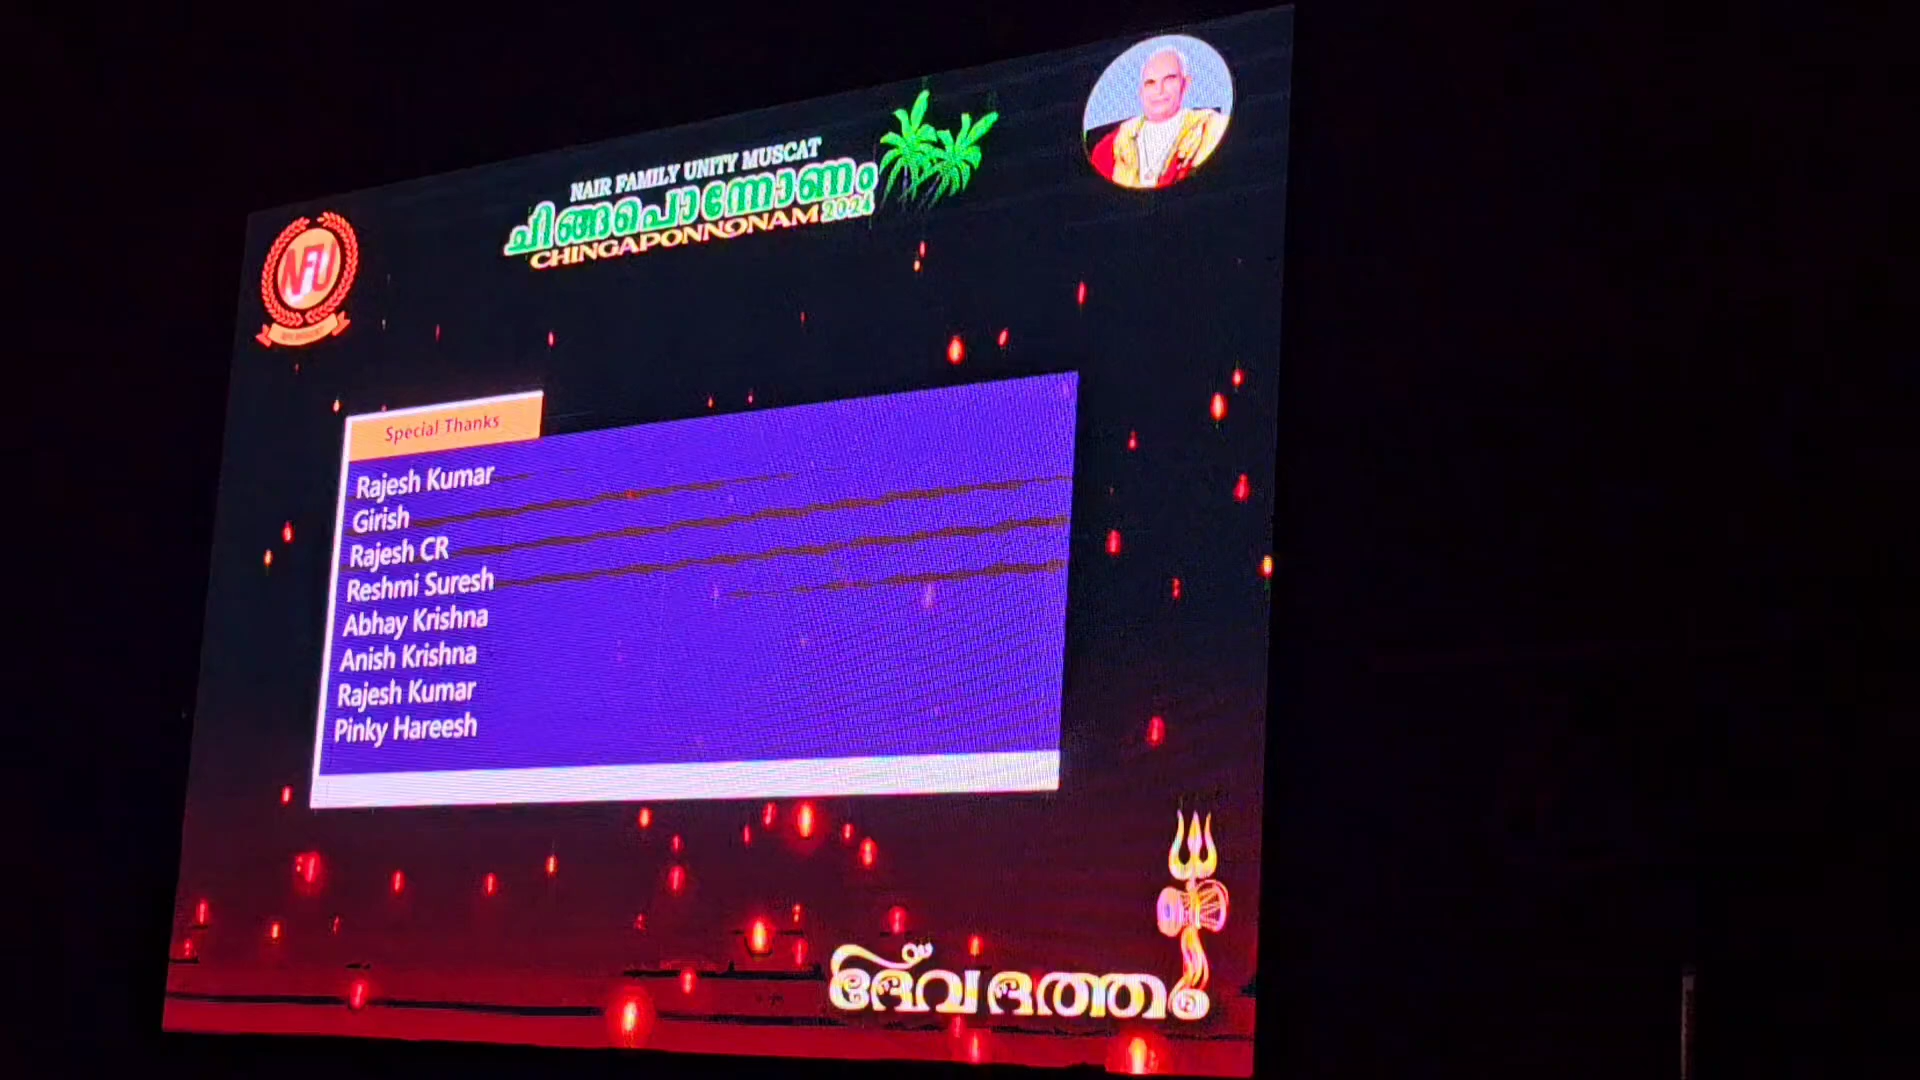 NAIR FAMILY UNITY MUSCAT
ചിങ്ങപൊന്നോണം
CHINGAPONNONAM 2024
NFU
Special Thanks
Rajesh Kumar
Girish
Rajesh CR
Reshmi Suresh
Abhay Krishna
Anish Krishna
Rajesh Kumar
Pinky Hareesh
ദേവദത്തം